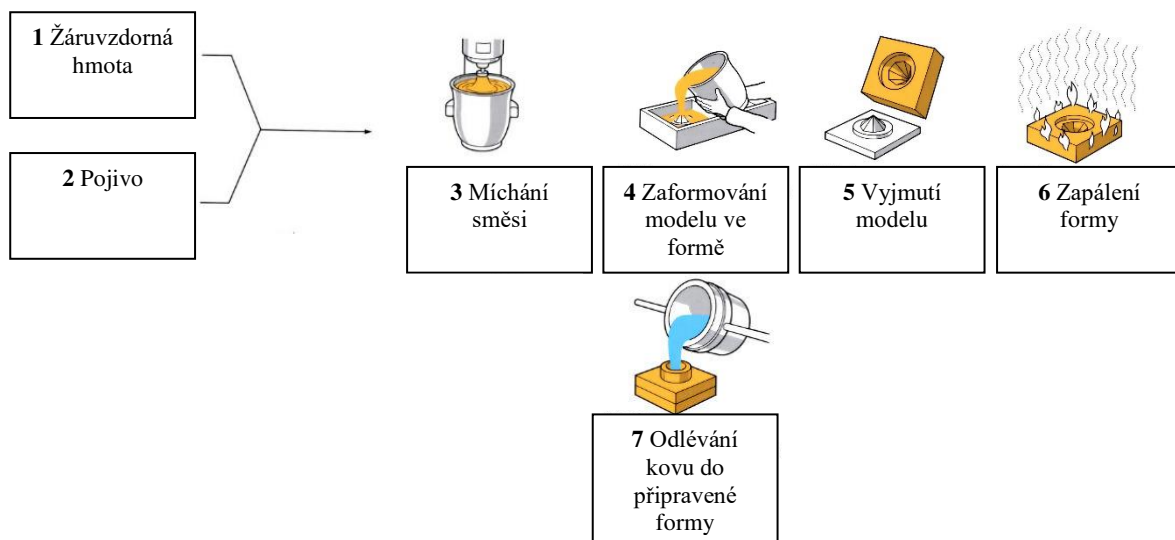 1 Žáruvzdorná
hmota
2 Pojivo
3 Míchání
směsi
4 Zaformování
modelu ve
formě
5 Vyjmutí
modelu
6 Zapálení
formy
7 Odlévání
kovu do
připravené
formy